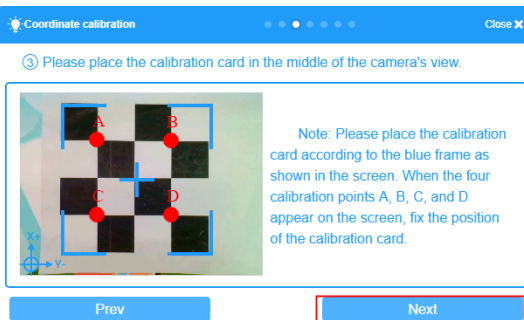 Coordinate calibration
Close
③ Please place the calibration card in the middle of the camera's view.
A
B
C
D
X+
Y-
Note: Please place the calibration
card according to the blue frame as
shown in the screen. When the four
calibration points A, B, C, and D
appear on the screen, fix the position
of the calibration card.
Prev
Next